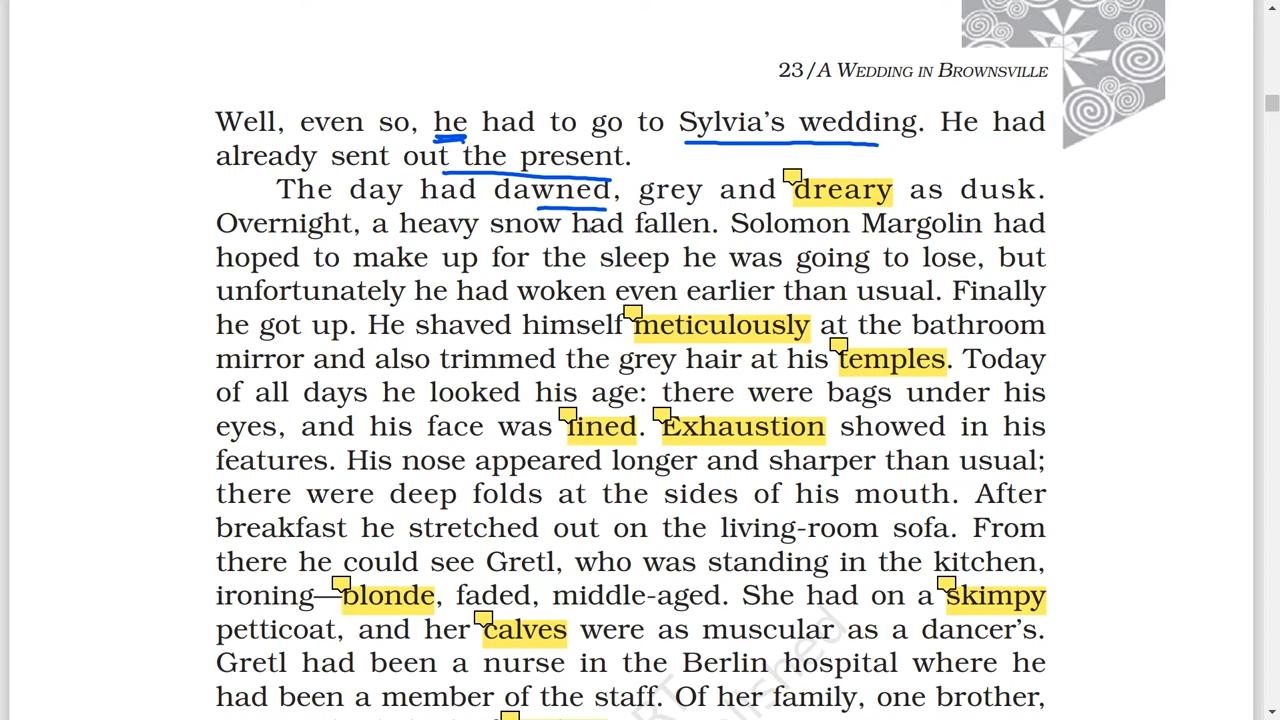 23/A WEDDING IN BROWNSVILLE
Well, even so, he had to go to Sylvia's wedding. He had
already sent out the present.
The day had dawned, grey and dreary as dusk.
Overnight, a heavy snow had fallen. Solomon Margolin had
hoped to make up for the sleep he was going to lose, but
unfortunately he had woken even earlier than usual. Finally
he got up. He shaved himself meticulously at the bathroom
mirror and also trimmed the grey hair at his temples. Today
of all days he looked his age: there were bags under his
eyes, and his face was lined. Exhaustion showed in his
features. His nose appeared longer and sharper than usual;
there were deep folds at the sides of his mouth. After
breakfast he stretched out on the living-room sofa. From
there he could see Gretl, who was standing in the kitchen,
ironing—blonde, faded, middle-aged. She had on a skimpy
petticoat, and her calves were as muscular as a dancer's.
Gretl had been a nurse in the Berlin hospital where he
had been a member of the staff. Of her family, one brother,